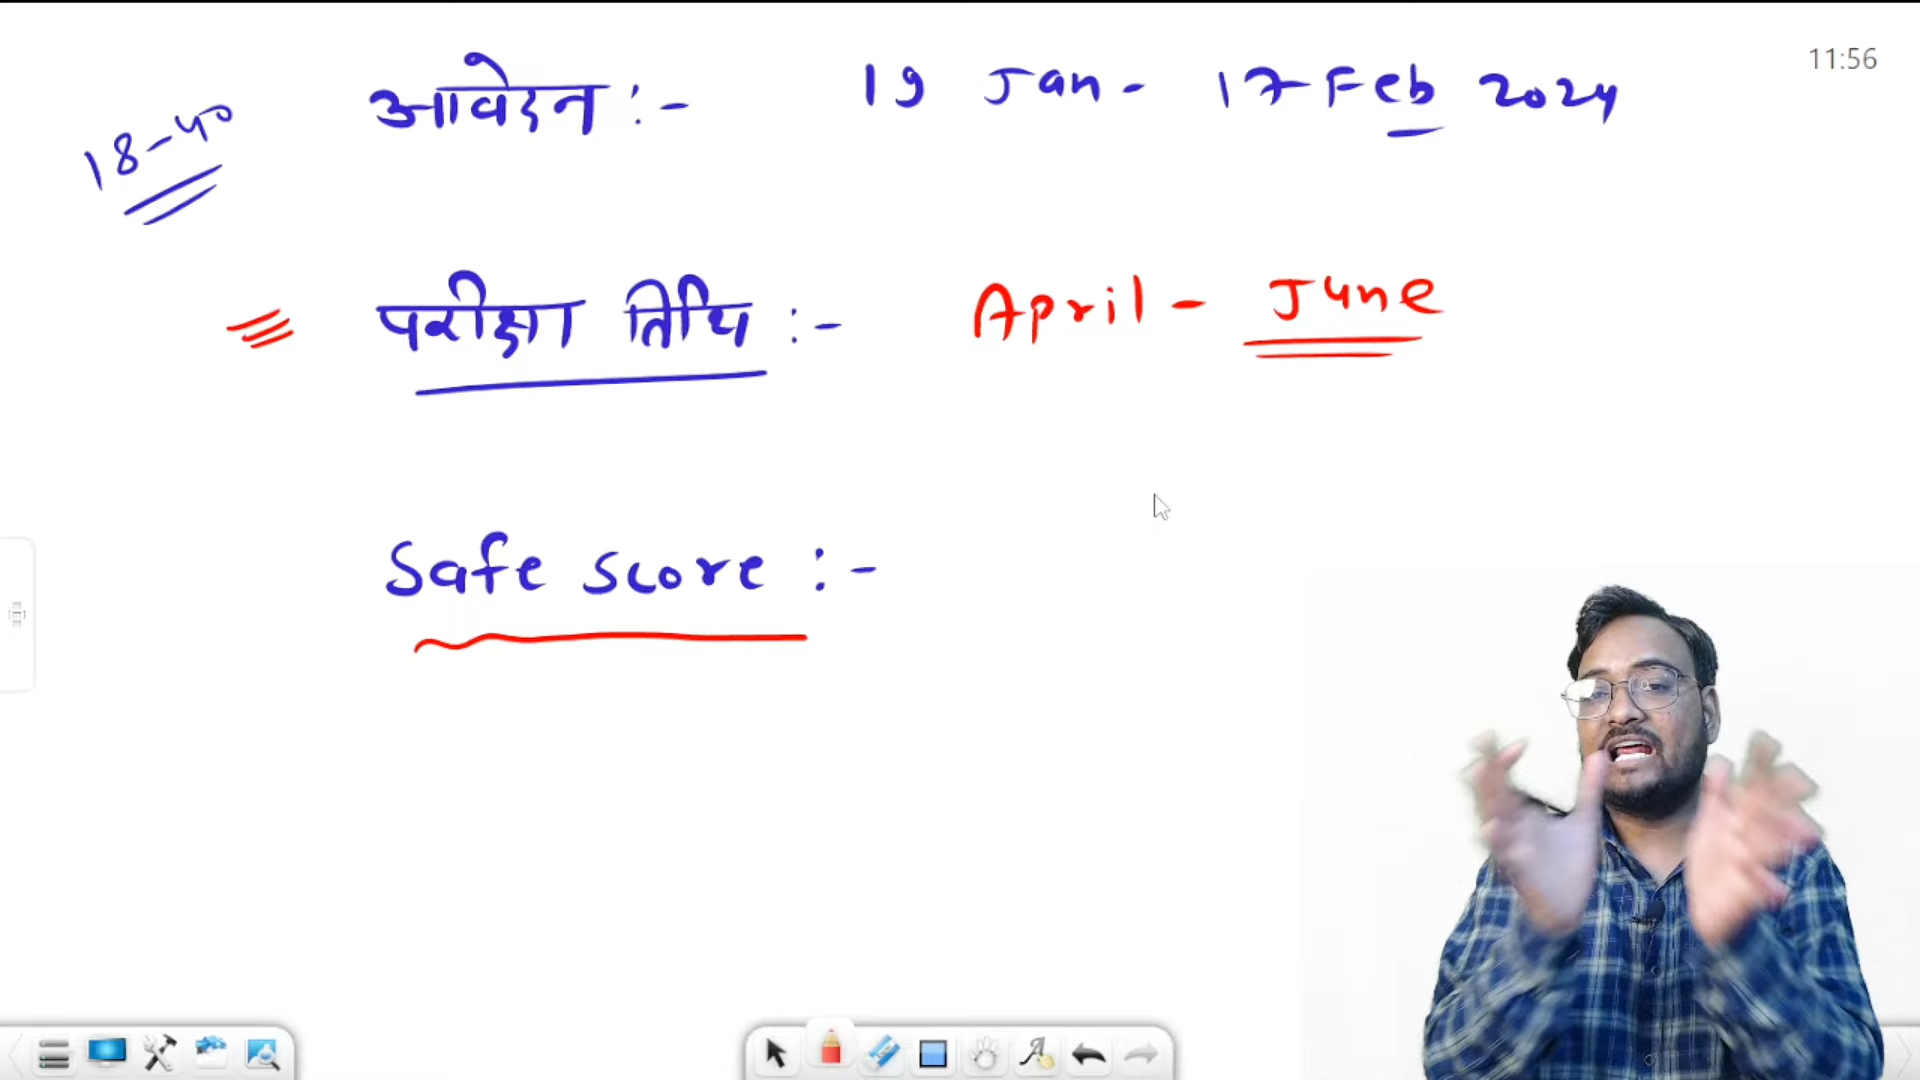 11:56
आवेदन :- 19 Jan - 17 Feb 2024
18-40
परीक्षा तिथि :- April - June
Safe score :-